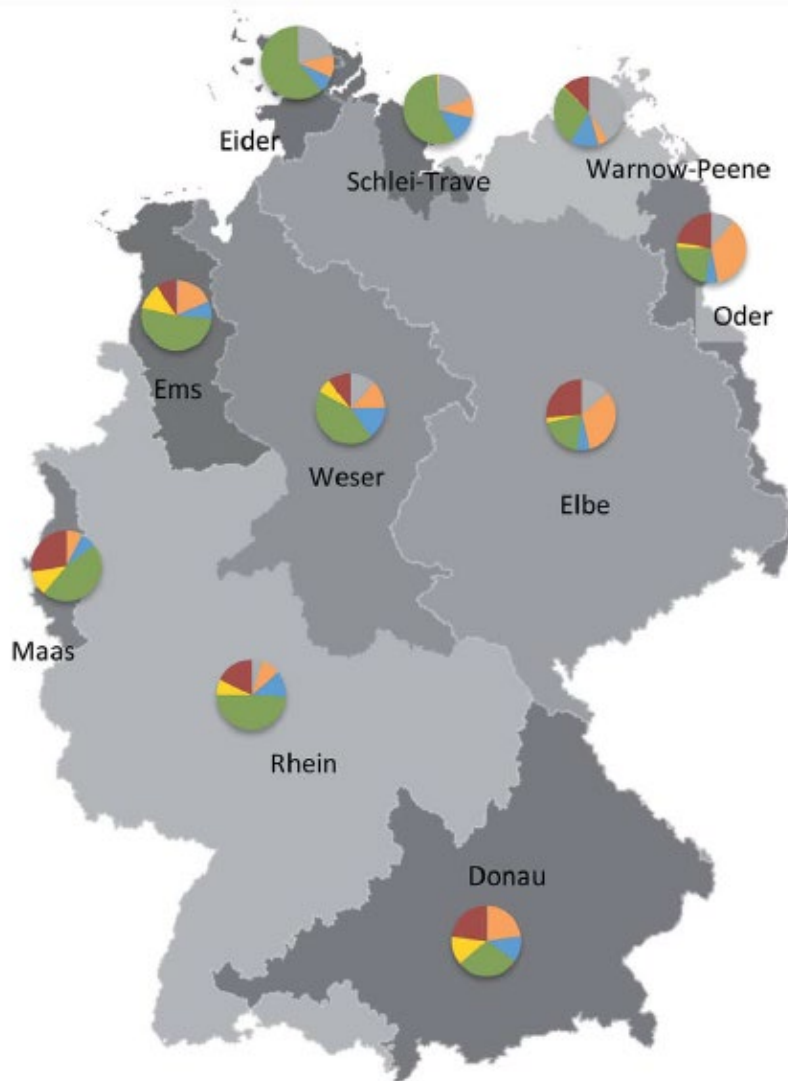 Eider
Schlei-Trave
Warnow-Peene
Oder
Ems
Weser
Elbe
Maas
Rhein
Donau